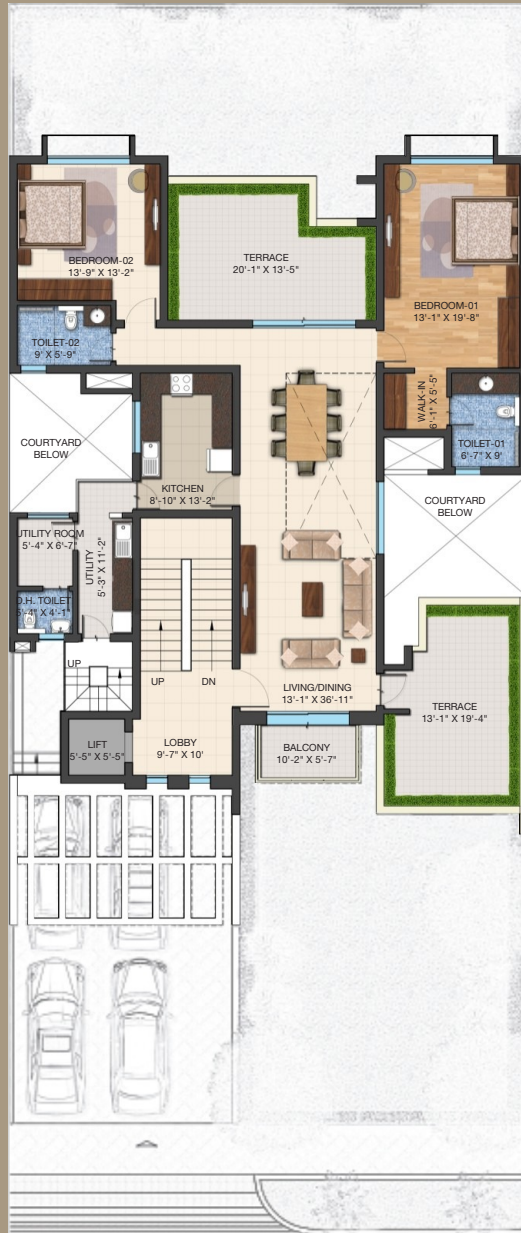 BEDROOM-02
13'-9" X 13'-2"
TERRACE
20'-1" X 13'-5"
BEDROOM-01
13'-1" X 19'-8"
TOILET-02
9' X 5'-9"
WALK-IN
6'-1" X 5'-5"
TOILET-01
6'-7" X 9'
COURTYARD
BELOW
KITCHEN
8'-10" X 13'-2"
COURTYARD
BELOW
UTILITY ROOM
5'-4" X 6'-7"
UTILITY
5'-3" X 11'-2"
D.H. TOILET
5'-4" X 4'-1"
UP
UP
DN
LIVING/DINING
13'-1" X 36'-11"
TERRACE
13'-1" X 19'-4"
LIFT
5'-5" X 5'-5"
LOBBY
9'-7" X 10'
BALCONY
10'-2" X 5'-7"